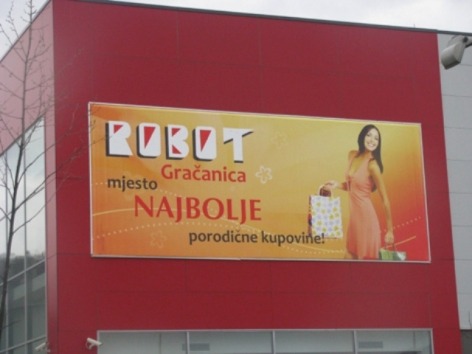 ROBOT
Gračanica
mjesto
NAJBOLJE
porodične kupovine!